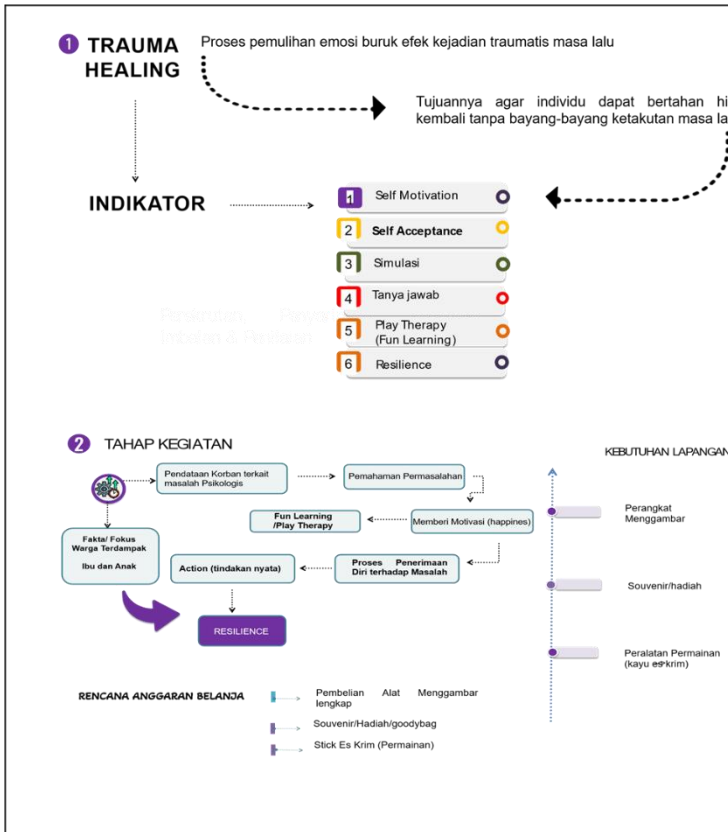 1 TRAUMA
HEALING
Proses pemulihan emosi buruk efek kejadian traumatis masa lalu
Tujuannya agar individu dapat bertahan
kembali tanpa bayang-bayang ketakutan masa
INDIKATOR
1 Self Motivation
2 Self Acceptance
3 Simulasi
4 Tanya jawab
5 Play Therapy
(Fun Learning)
6 Resilience
2 TAHAP KEGIATAN
Pendataan Korban terkait
masalah Psikologis
Pemahaman Permasalahan
Fun Learning
/Play Therapy
Memberi Motivasi (happines)
Fakta/ Fokus
Warga Terdampak
Ibu dan Anak
Action (tindakan nyata)
Proses Penerimaan
Diri terhadap Masalah
RESILIENCE
KEBUTUHAN LAPANGAN
Perangkat
Menggambar
Souvenir/hadiah
Peralatan Permainan
(kayu es krim)
RENCANA ANGGARAN BELANJA
Pembelian Alat Menggambar
lengkap
Souvenir/Hadiah/goodybag
Stick Es Krim (Permainan)